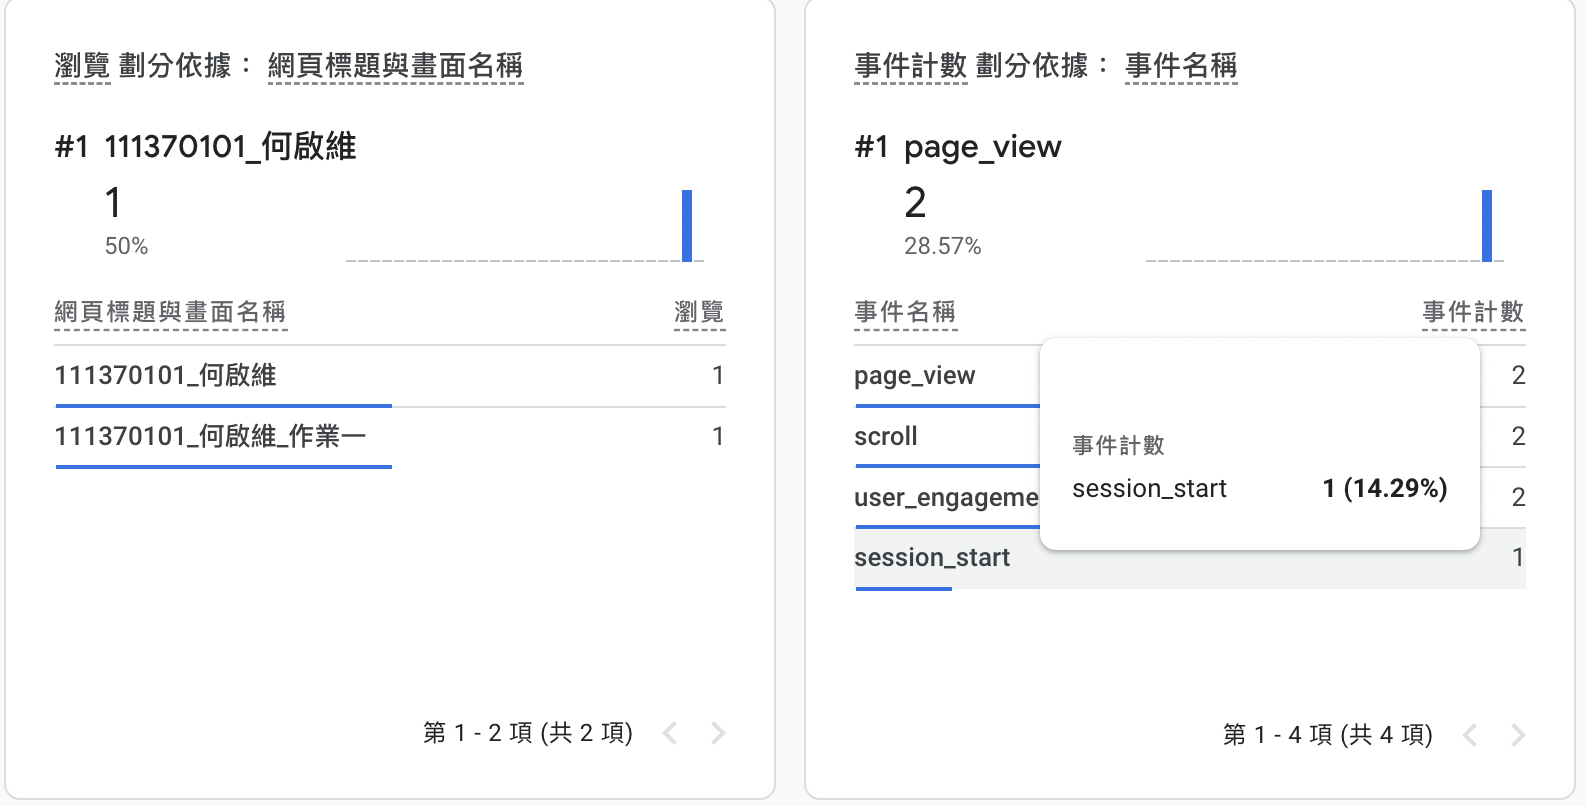 瀏覽 劃分依據： 網頁標題與畫面名稱
#1 111370101_何啟維
1
50%
網頁標題與畫面名稱 瀏覽
111370101_何啟維 1
111370101_何啟維_作業一 1
第 1 - 2 項 (共 2 項)
事件計數 劃分依據： 事件名稱
#1 page_view
2
28.57%
事件名稱 事件計數
page_view 2
scroll 2
user_engageme 2
session_start 1
事件計數
session_start 1 (14.29%)
第 1 - 4 項 (共 4 項)